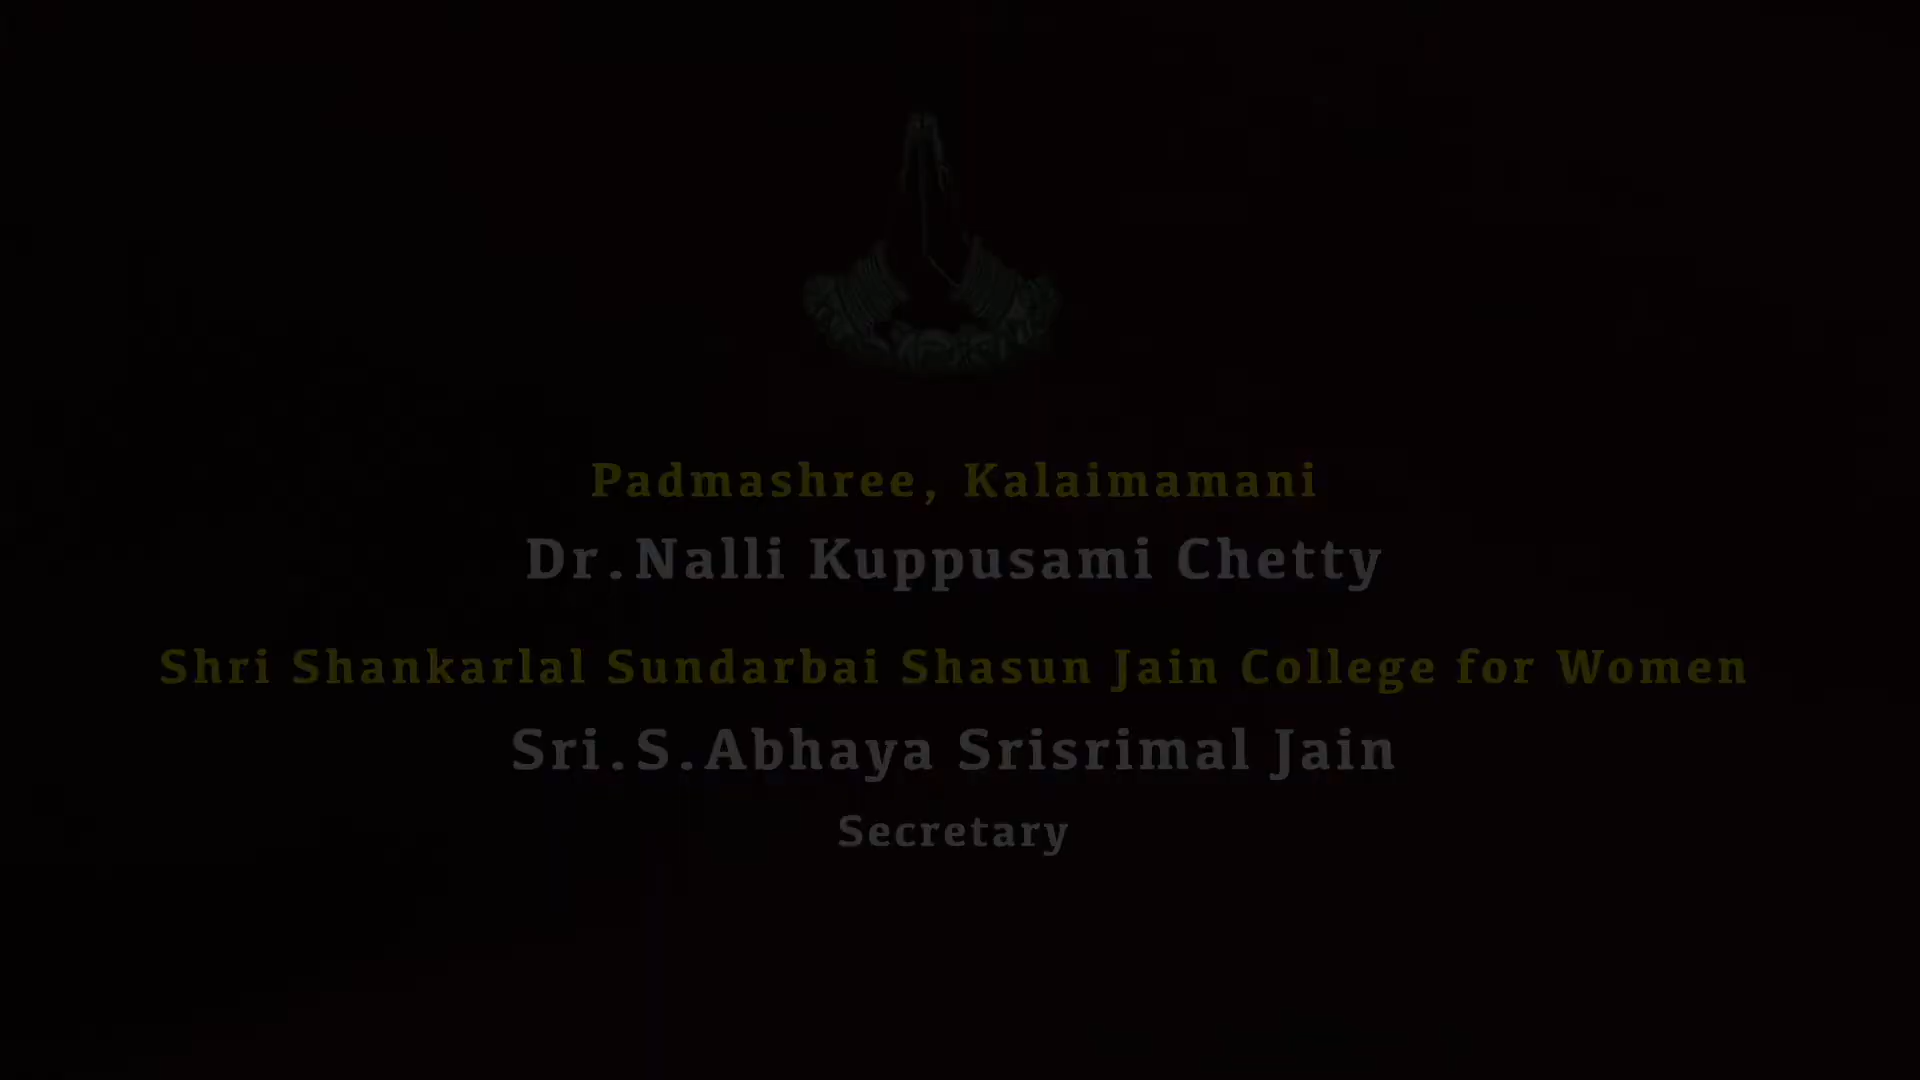 Padmashree, Kalaimamani
Dr.Nalli Kuppusami Chetty
Shri Shankarlal Sundarbai Shasun Jain College for Women
Sri.S.Abhaya Srisrimal Jain
Secretary